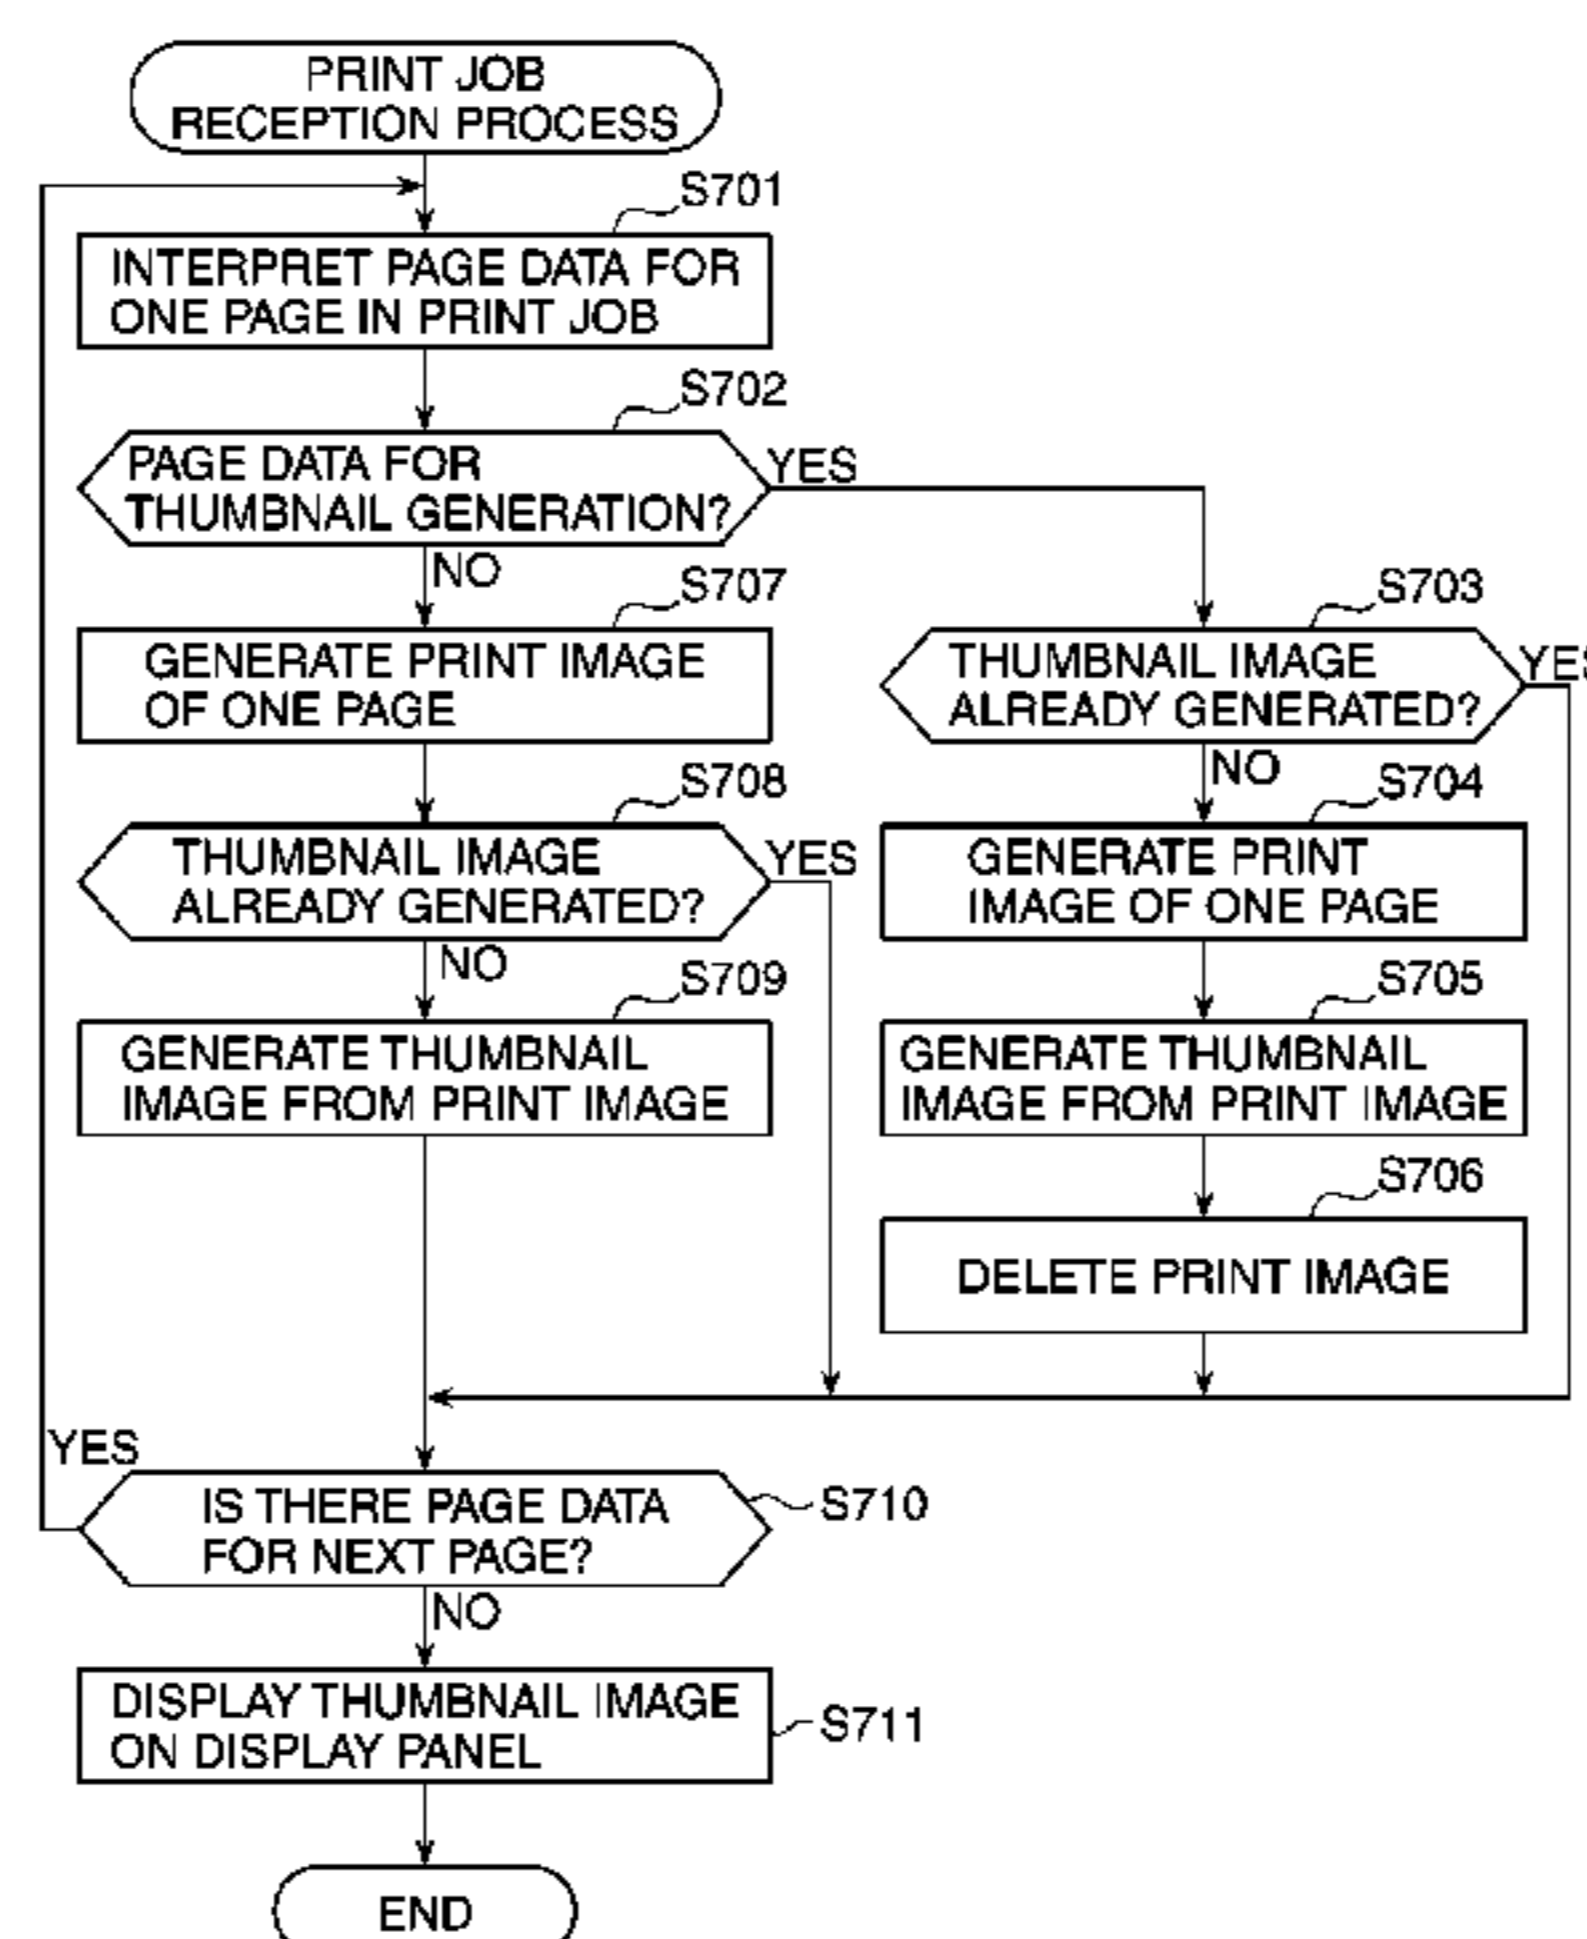 PRINT JOB
RECEPTION PROCESS
S701
INTERPRET PAGE DATA FOR
ONE PAGE IN PRINT JOB
S702
PAGE DATA FOR
THUMBNAIL GENERATION?
YES
NO
S707
GENERATE PRINT IMAGE
OF ONE PAGE
S708
THUMBNAIL IMAGE
ALREADY GENERATED?
YES
NO
S709
GENERATE THUMBNAIL
IMAGE FROM PRINT IMAGE
S703
THUMBNAIL IMAGE
ALREADY GENERATED?
YES
NO
S704
GENERATE PRINT
IMAGE OF ONE PAGE
S705
GENERATE THUMBNAIL
IMAGE FROM PRINT IMAGE
S706
DELETE PRINT IMAGE
YES
IS THERE PAGE DATA
FOR NEXT PAGE?
S710
NO
DISPLAY THUMBNAIL IMAGE
ON DISPLAY PANEL
S711
END